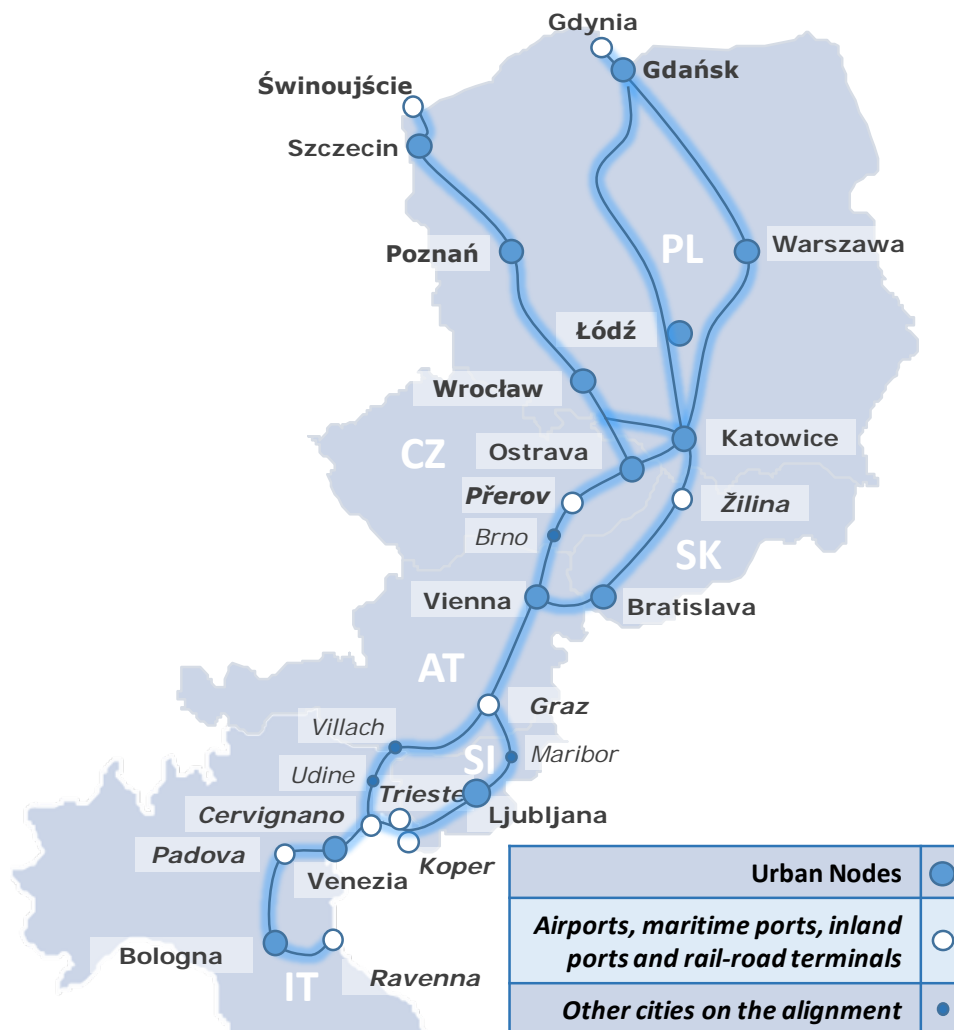 Gdynia
Gdańsk
Świnoujście
Szczecin
Poznań
PL
Warszawa
Łódź
Wrocław
CZ
Ostrava
Katowice
Přerov
Žilina
Brno
SK
Vienna
Bratislava
AT
Graz
Villach
SI
Maribor
Udine
Trieste
Cervignano
Ljubljana
Padova
Koper
Venezia
Bologna
IT
Ravenna
Urban Nodes
Airports, maritime ports, inland
ports and rail-road terminals
Other cities on the alignment